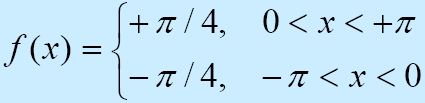 f(x) = { +π / 4, 0 < x < +π
−π / 4, −π < x < 0